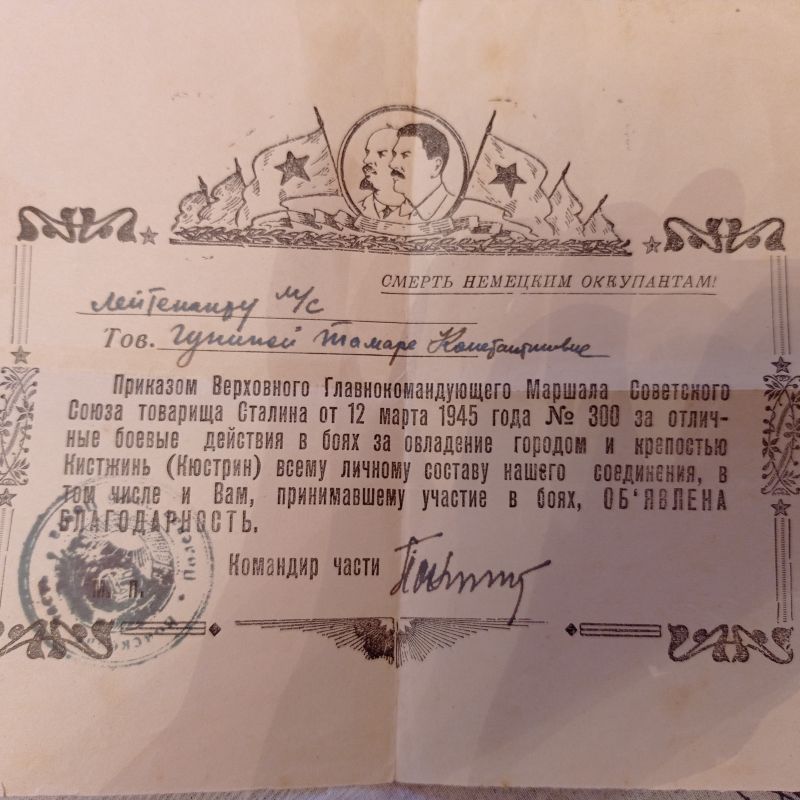 СМЕРТЬ НЕМЕЦКИМ ОККУПАНТАМ!
Лейтенанту м/с
Тов. Гуниной Тамаре Константиновне
Приказом Верховного Главнокомандующего Маршала Советского
Союза товарища Сталина от 12 марта 1945 года № 300 за отлич-
ные боевые действия в боях за овладение городом и крепостью
Кистжинь (Кюстрин) всему личному составу нашего соединения, в
том числе и Вам, принимавшему участие в боях, ОБ‘ЯВЛЕНА
БЛАГОДАРНОСТЬ.
Командир части
М. п.